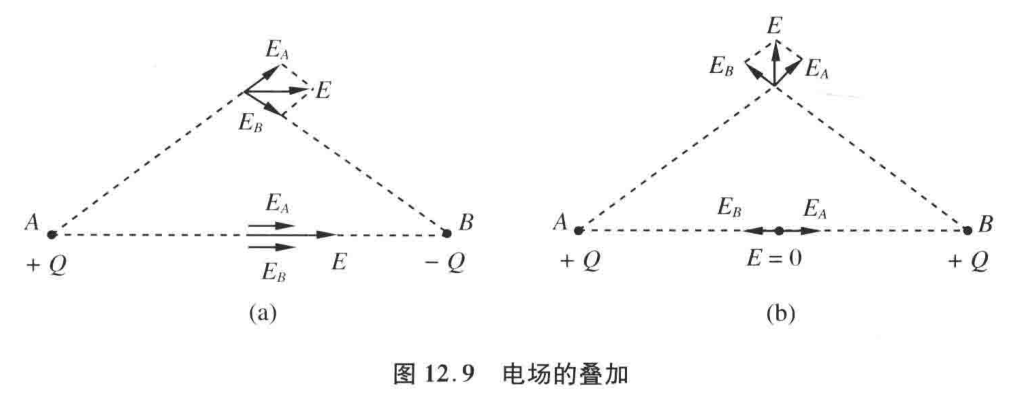 E_A
E
E_B
A
E_A
B
+ Q
E_B
E
- Q
(a)
E
E_B
E_A
A
E_B
E_A
B
+ Q
E = 0
+ Q
(b)
图 12.9 电场的叠加